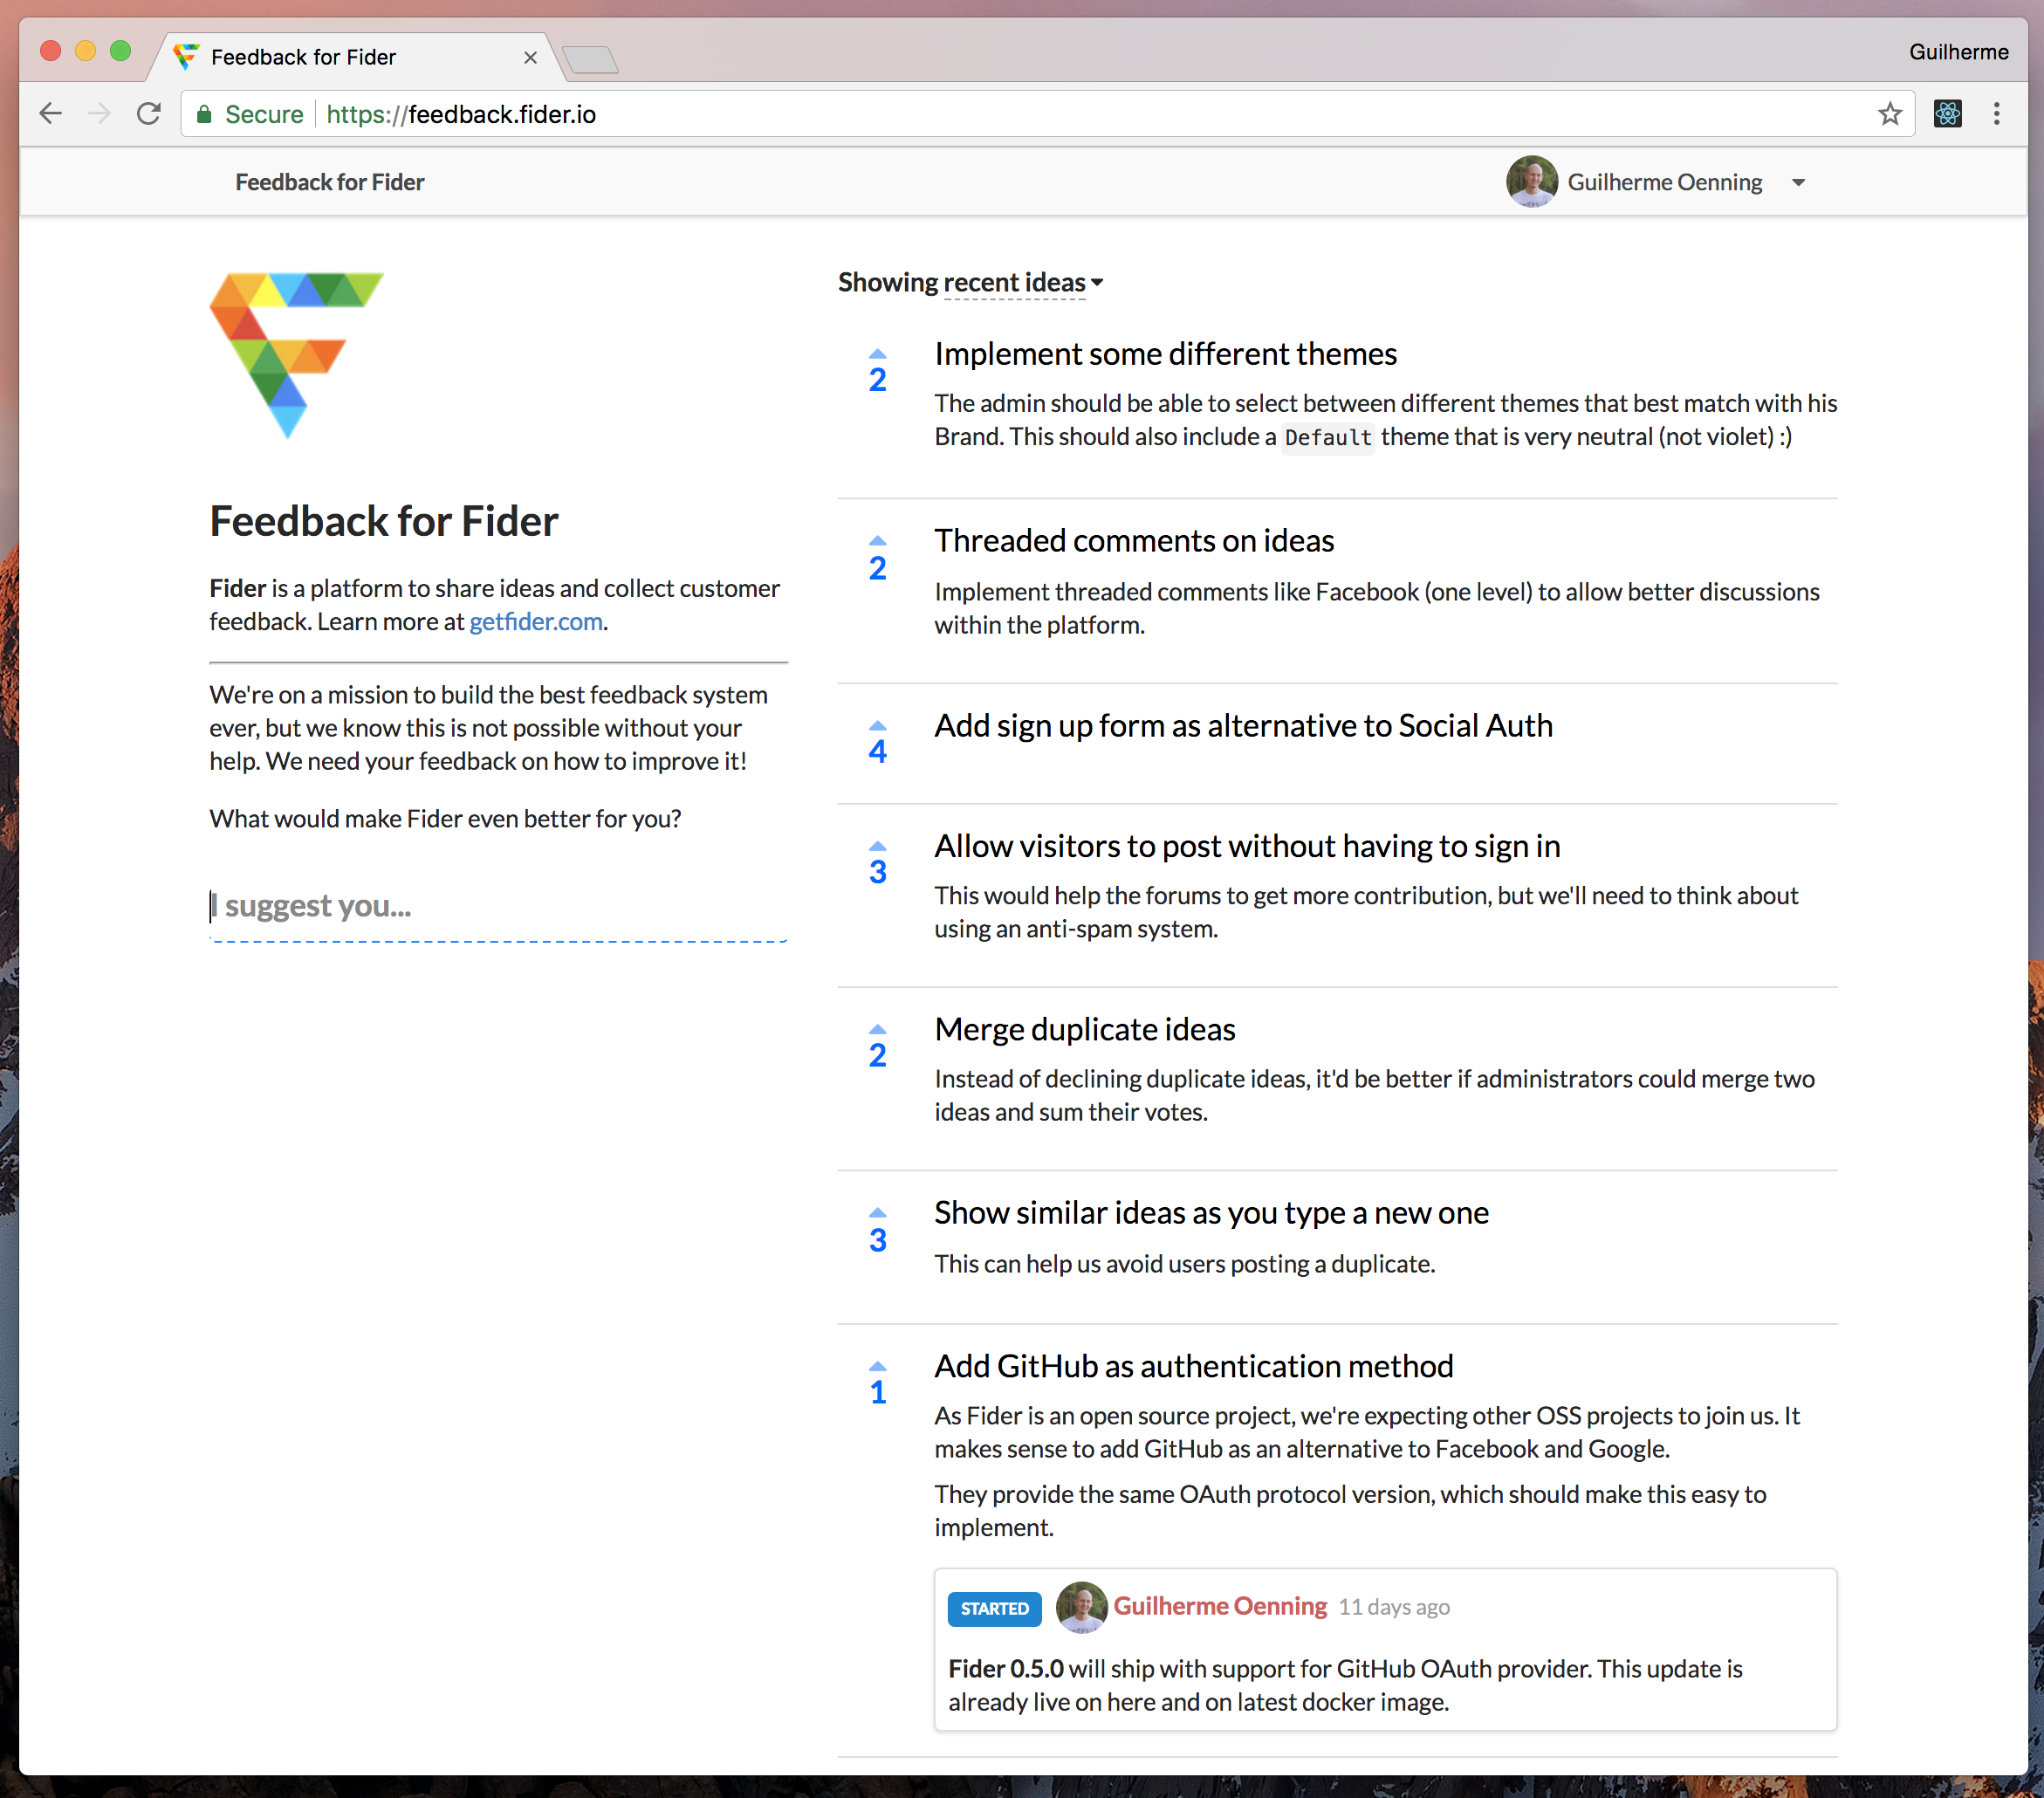 Feedback for Fider
Guilherme
Secure
https://feedback.fider.io
Feedback for Fider
Guilherme Oenning
Feedback for Fider
Fider is a platform to share ideas and collect customer
feedback. Learn more at getfider.com.
We're on a mission to build the best feedback system
ever, but we know this is not possible without your
help. We need your feedback on how to improve it!
What would make Fider even better for you?
I suggest you...
Showing recent ideas
2
Implement some different themes
The admin should be able to select between different themes that best match with his
Brand. This should also include a Default theme that is very neutral (not violet) :)
2
Threaded comments on ideas
Implement threaded comments like Facebook (one level) to allow better discussions
within the platform.
4
Add sign up form as alternative to Social Auth
3
Allow visitors to post without having to sign in
This would help the forums to get more contribution, but we'll need to think about
using an anti-spam system.
2
Merge duplicate ideas
Instead of declining duplicate ideas, it'd be better if administrators could merge two
ideas and sum their votes.
3
Show similar ideas as you type a new one
This can help us avoid users posting a duplicate.
1
Add GitHub as authentication method
As Fider is an open source project, we're expecting other OSS projects to join us. It
makes sense to add GitHub as an alternative to Facebook and Google.
They provide the same OAuth protocol version, which should make this easy to
implement.
STARTED Guilherme Oenning 11 days ago
Fider 0.5.0 will ship with support for GitHub OAuth provider. This update is
already live on here and on latest docker image.